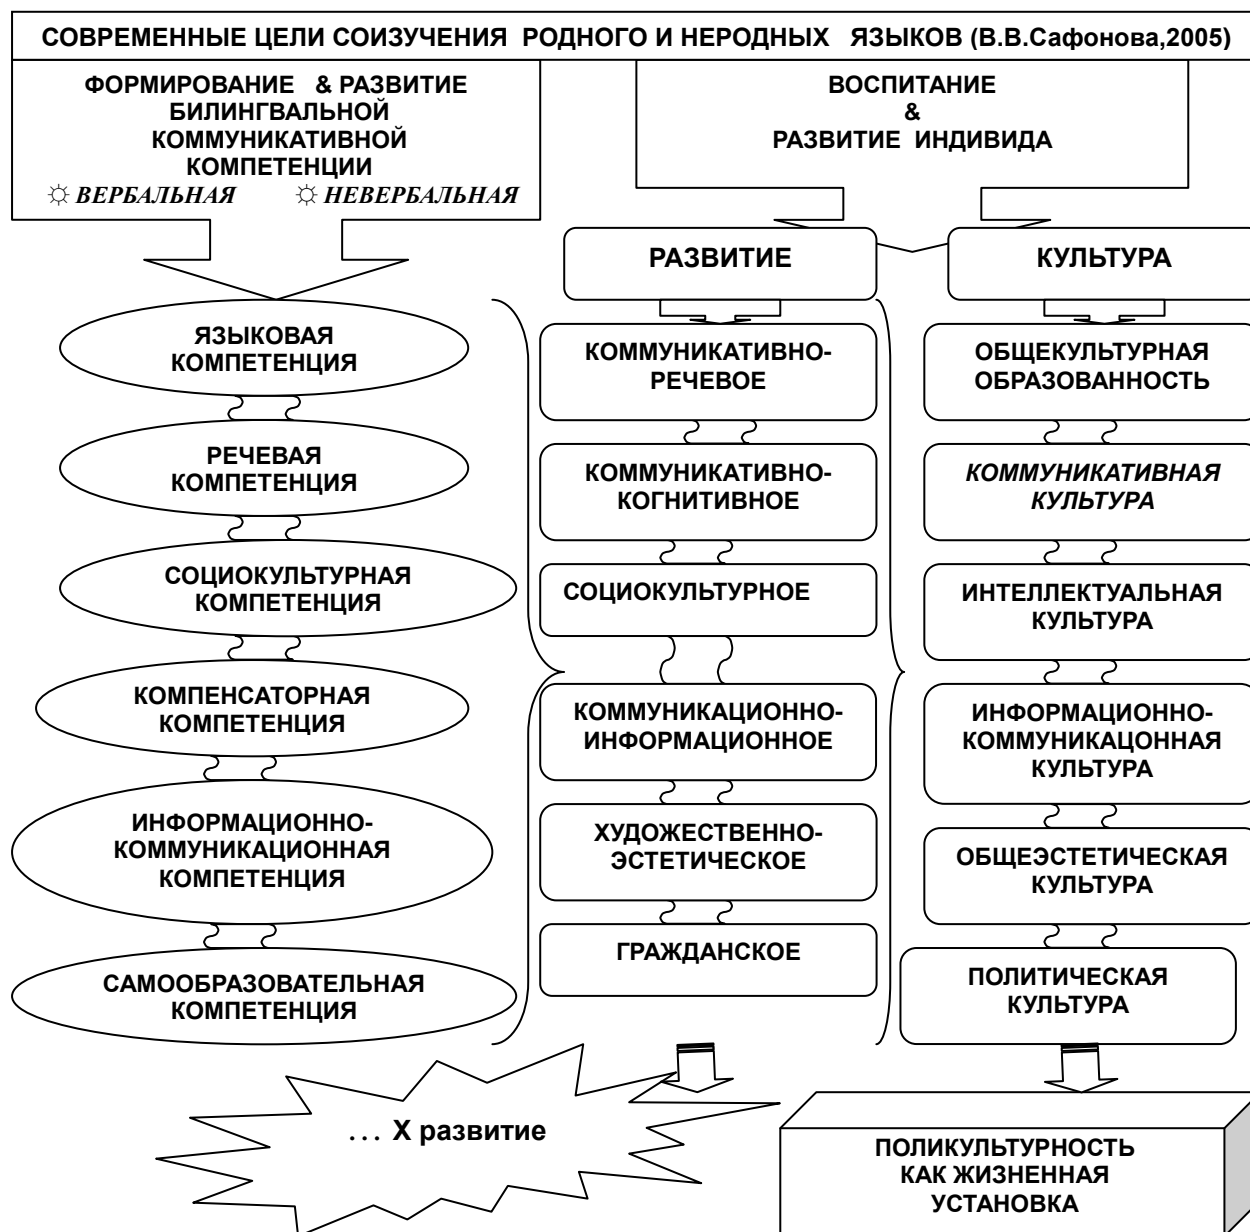 СОВРЕМЕННЫЕ ЦЕЛИ СОИЗУЧЕНИЯ РОДНОГО И НЕРОДНЫХ ЯЗЫКОВ (В.В.Сафонова,2005)
ФОРМИРОВАНИЕ & РАЗВИТИЕ
БИЛИНГВАЛЬНОЙ
КОММУНИКАТИВНОЙ
КОМПЕТЕНЦИИ
☼ ВЕРБАЛЬНАЯ ☼ НЕВЕРБАЛЬНАЯ
ВОСПИТАНИЕ
&
РАЗВИТИЕ ИНДИВИДА
ЯЗЫКОВАЯ
КОМПЕТЕНЦИЯ
РЕЧЕВАЯ
КОМПЕТЕНЦИЯ
СОЦИОКУЛЬТУРНАЯ
КОМПЕТЕНЦИЯ
КОМПЕНСАТОРНАЯ
КОМПЕТЕНЦИЯ
ИНФОРМАЦИОННО-
КОММУНИКАЦИОННАЯ
КОМПЕТЕНЦИЯ
САМООБРАЗОВАТЕЛЬНАЯ
КОМПЕТЕНЦИЯ
РАЗВИТИЕ
КОММУНИКАТИВНО-
РЕЧЕВОЕ
КОММУНИКАТИВНО-
КОГНИТИВНОЕ
СОЦИОКУЛЬТУРНОЕ
КОММУНИКАЦИОННО-
ИНФОРМАЦИОННОЕ
ХУДОЖЕСТВЕННО-
ЭСТЕТИЧЕСКОЕ
ГРАЖДАНСКОЕ
... Х развитие
КУЛЬТУРА
ОБЩЕКУЛЬТУРНАЯ
ОБРАЗОВАННОСТЬ
КОММУНИКАТИВНАЯ
КУЛЬТУРА
ИНТЕЛЛЕКТУАЛЬНАЯ
КУЛЬТУРА
ИНФОРМАЦИОННО-
КОММУНИКАЦОННАЯ
КУЛЬТУРА
ОБЩЕЭСТЕТИЧЕСКАЯ
КУЛЬТУРА
ПОЛИТИЧЕСКАЯ
КУЛЬТУРА
ПОЛИКУЛЬТУРНОСТЬ
КАК ЖИЗНЕННАЯ
УСТАНОВКА